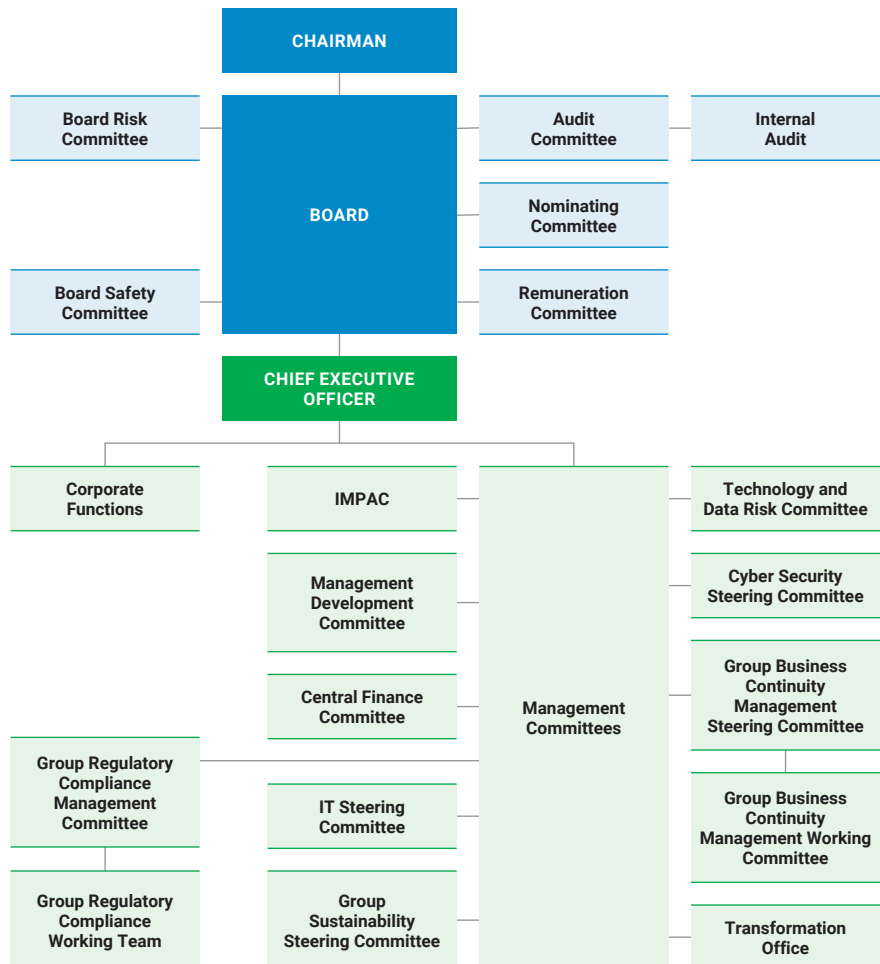 CHAIRMAN
Board Risk
Committee
BOARD
Audit
Committee
Internal
Audit
Nominating
Committee
Board Safety
Committee
Remuneration
Committee
CHIEF EXECUTIVE
OFFICER
Corporate
Functions
IMPAC
Management
Committees
Technology and
Data Risk Committee
Management
Development
Committee
Cyber Security
Steering Committee
Central Finance
Committee
Group Business
Continuity
Management
Steering Committee
Group Regulatory
Compliance
Management
Committee
IT Steering
Committee
Group Business
Continuity
Management Working
Committee
Group Regulatory
Compliance
Working Team
Group
Sustainability
Steering Committee
Transformation
Office